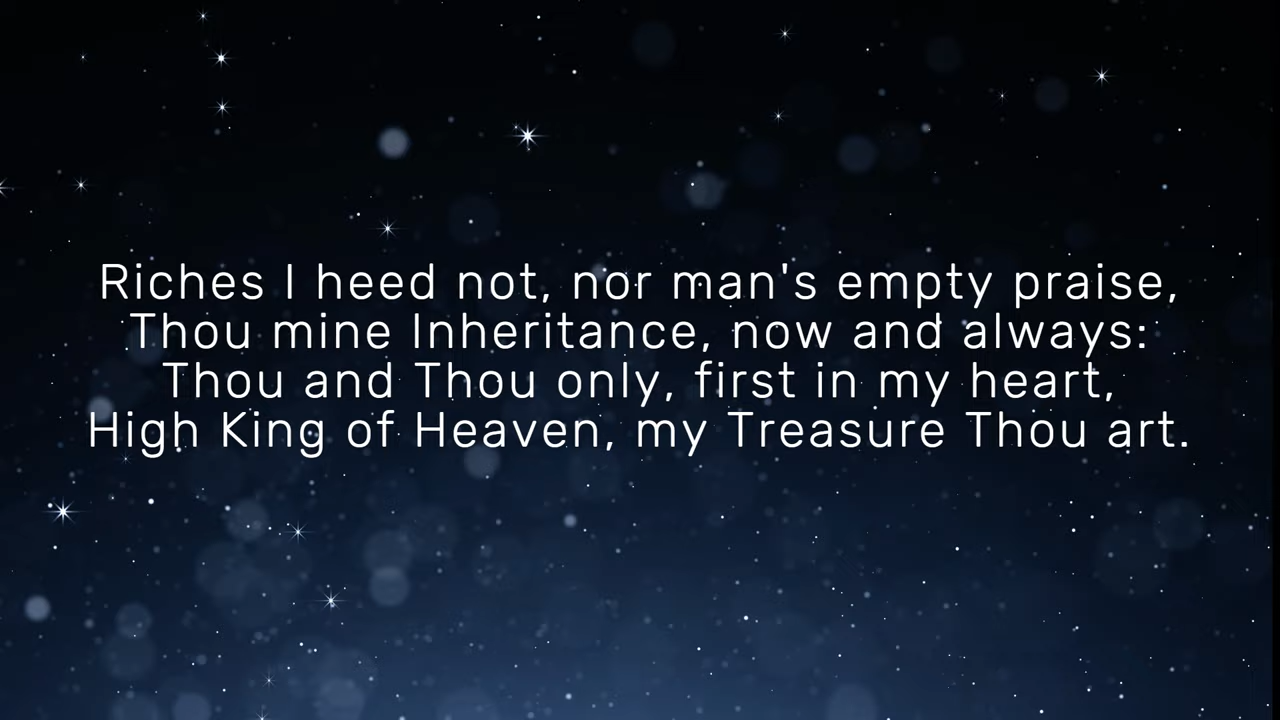 Riches I heed not, nor man's empty praise,
Thou mine Inheritance, now and always:
Thou and Thou only, first in my heart,
High King of Heaven, my Treasure Thou art.